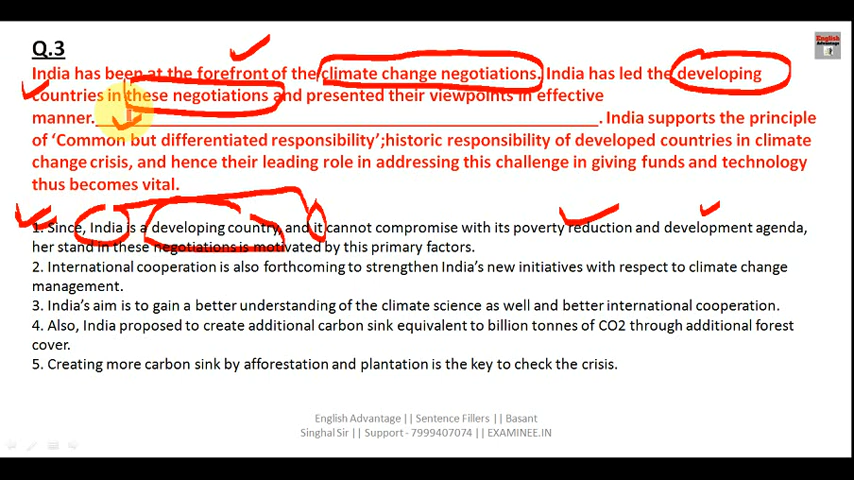 Q.3
English
Advantage
India has been at the forefront of the climate change negotiations. India has led the developing
countries in these negotiations and presented their viewpoints in effective
manner.______. India supports the principle
of ‘Common but differentiated responsibility’;historic responsibility of developed countries in climate
change crisis, and hence their leading role in addressing this challenge in giving funds and technology
thus becomes vital.
1. Since, India is a developing country, and it cannot compromise with its poverty reduction and development agenda,
her stand in these negotiations is motivated by this primary factors.
2. International cooperation is also forthcoming to strengthen India’s new initiatives with respect to climate change
management.
3. India’s aim is to gain a better understanding of the climate science as well and better international cooperation.
4. Also, India proposed to create additional carbon sink equivalent to billion tonnes of CO2 through additional forest
cover.
5. Creating more carbon sink by afforestation and plantation is the key to check the crisis.
English Advantage || Sentence Fillers || Basant
Singhal Sir || Support - 7999407074 || EXAMINEE.IN